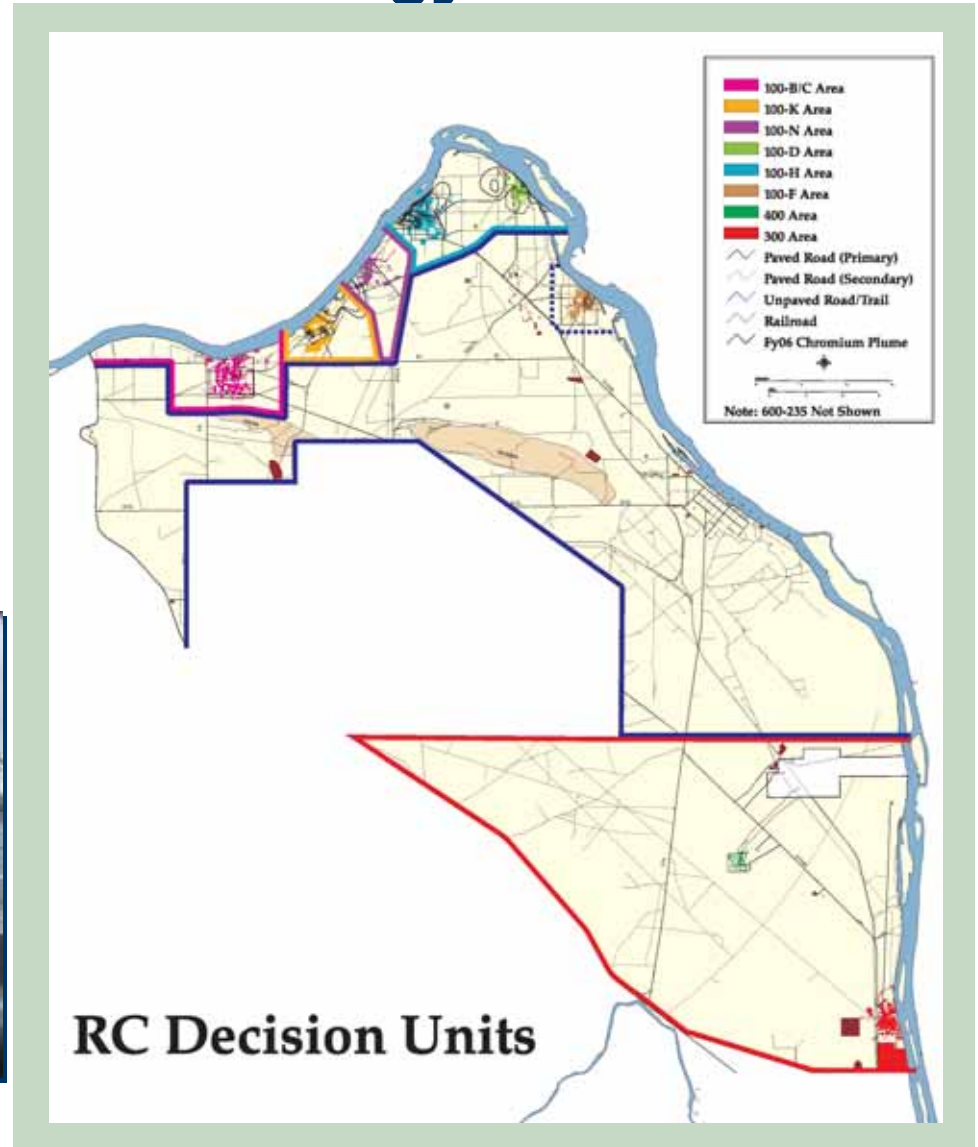 100-B/C Area
100-K Area
100-N Area
100-D Area
100-H Area
100-F Area
400 Area
300 Area
Paved Road (Primary)
Paved Road (Secondary)
Unpaved Road/Trail
Railroad
Fy06 Chromium Plume
Note: 600-235 Not Shown
RC Decision Units